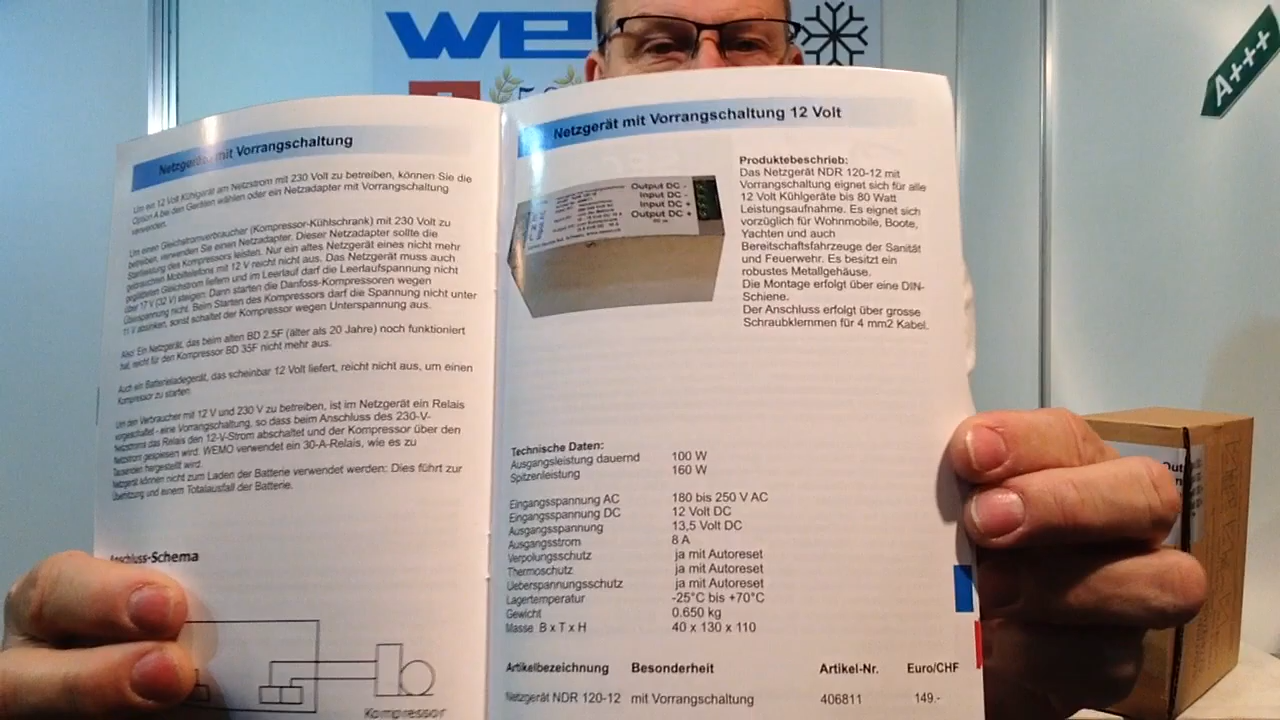 WE
A+++
Netzgerät mit Vorrangschaltung
Um ein 12 Volt Kühlgerät am Netzstrom mit 230 Volt zu betreiben, können Sie die
Option A bei den Geräten wählen oder ein Netzadapter mit Vorrangschaltung
verwenden.
Um einen Gleichstromverbraucher (Kompressor-Kühlschrank) mit 230 Volt zu
betreiben, verwenden Sie einen Netzadapter. Dieser Netzadapter sollte die
Startleistung des Kompressors leisten. Nur ein altes Netzgerät eines nicht mehr
gebrauchten Mobiltelefons mit 12 V reicht nicht aus. Das Netzgerät muss auch
geglätteten Gleichstrom liefern und im Leerlauf darf die Leerlaufspannung nicht
über 17 V (32 V) steigen. Dann starten die Danfoss-Kompressoren wegen
Überspannung nicht. Beim Starten des Kompressors darf die Spannung nicht unter
11 V absinken, sonst schaltet der Kompressor wegen Unterspannung aus.
Also: Ein Netzgerät, das beim alten BD 2.5F (älter als 20 Jahre) noch funktioniert
hat, reicht für den Kompressor BD 35F nicht mehr aus.
Auch ein Batterieladegerät, das scheinbar 12 Volt liefert, reicht nicht aus, um einen
Kompressor zu starten.
Um den Verbraucher mit 12 V und 230 V zu betreiben, ist im Netzgerät ein Relais
vorgeschaltet - eine Vorrangschaltung, so dass beim Anschluss des 230-V-
Netzstroms das Relais den 12-V-Strom abschaltet und der Kompressor über den
Netzstrom gespiesen wird. WEMO verwendet ein 30-A-Relais, wie es zu
Tausenden hergestellt wird.
Netzgerät können nicht zum Laden der Batterie verwendet werden: Dies führt zur
Überhitzung und einem Totalausfall der Batterie.
Anschluss-Schema
Kompressor
Netzgerät mit Vorrangschaltung 12 Volt
Output DC -
Input DC -
Input DC +
Output DC +
Produktebeschrieb:
Das Netzgerät NDR 120-12 mit
Vorrangschaltung eignet sich für alle
12 Volt Kühlgeräte bis 80 Watt
Leistungsaufnahme. Es eignet sich
vorzüglich für Wohnmobile, Boote,
Yachten und auch
Bereitschaftsfahrzeuge der Sanität
und Feuerwehr. Es besitzt ein
robustes Metallgehäuse.
Die Montage erfolgt über eine DIN-
Schiene.
Der Anschluss erfolgt über grosse
Schraubklemmen für 4 mm2 Kabel.
Technische Daten:
Ausgangsleistung dauernd 100 W
Spitzenleistung 160 W
Eingangsspannung AC 180 bis 250 V AC
Eingangsspannung DC 12 Volt DC
Ausgangsspannung 13,5 Volt DC
Ausgangsstrom 8 A
Verpolungsschutz ja mit Autoreset
Thermoschutz ja mit Autoreset
Ueberspannungsschutz ja mit Autoreset
Lagertemperatur -25°C bis +70°C
Gewicht 0.650 kg
Masse B x T x H 40 x 130 x 110
Artikelbezeichnung Besonderheit Artikel-Nr. Euro/CHF
Netzgerät NDR 120-12 mit Vorrangschaltung 406811 149.-